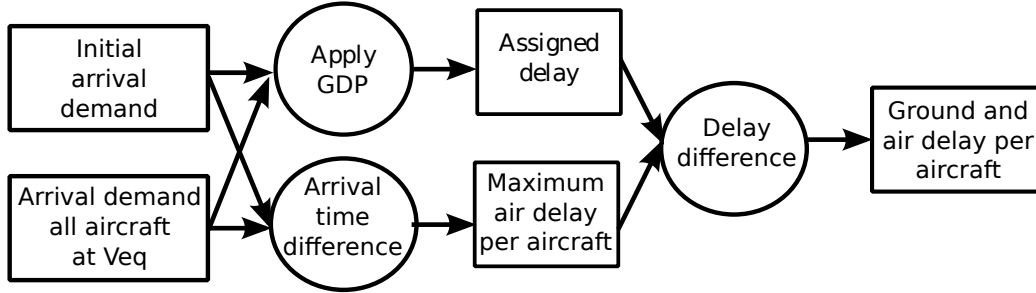 Initial
arrival
demand
Apply
GDP
Assigned
delay
Arrival demand
all aircraft
at Veq
Arrival
time
difference
Maximum
air delay
per aircraft
Delay
difference
Ground and
air delay per
aircraft